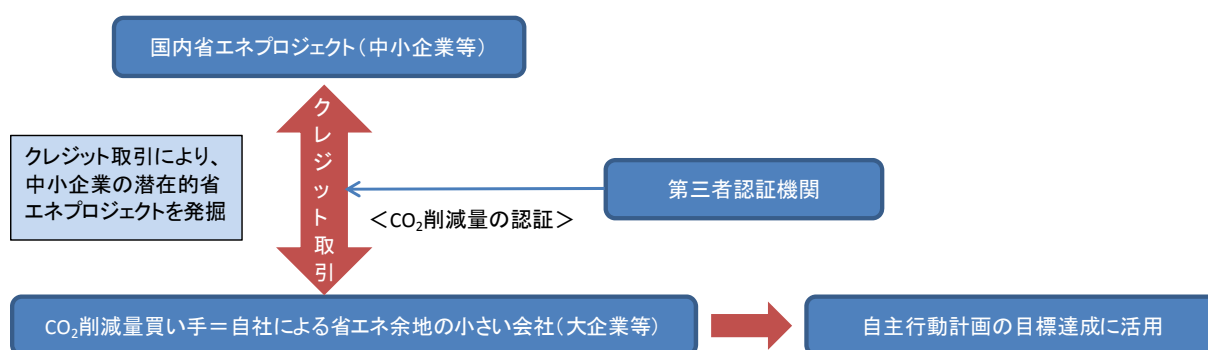 国内省エネプロジェクト(中小企業等)
クレジット取引
クレジット取引により、
中小企業の潜在的省
エネプロジェクトを発掘
第三者認証機関
<CO₂削減量の認証>
CO₂削減量買い手=自社による省エネ余地の小さい会社(大企業等)
自主行動計画の目標達成に活用